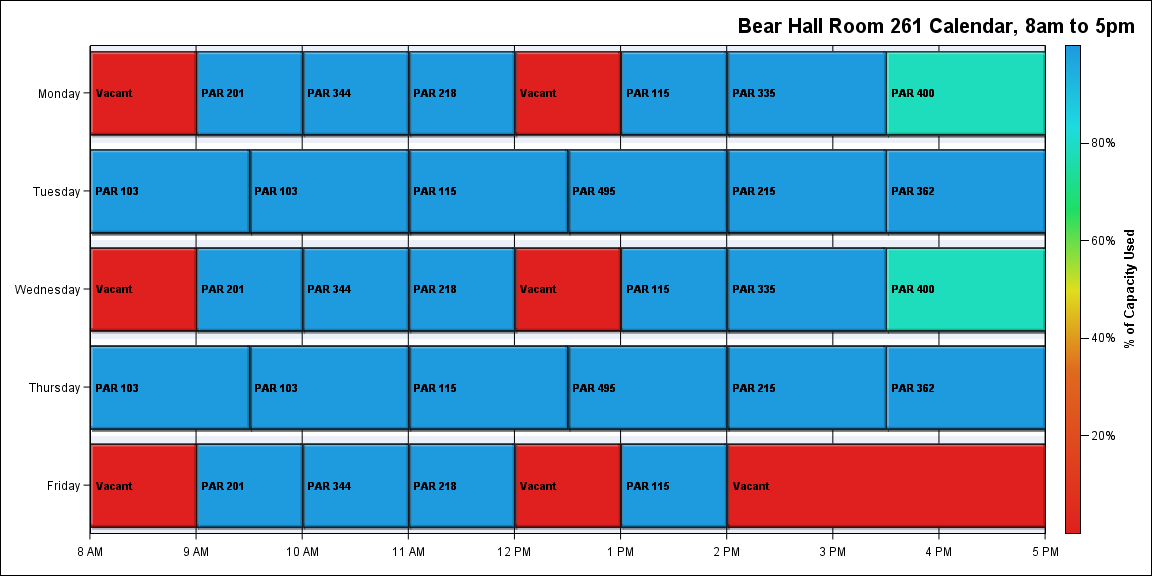 Bear Hall Room 261 Calendar, 8am to 5pm
Monday Vacant PAR 201 PAR 344 PAR 218 Vacant PAR 115 PAR 335 PAR 400
Tuesday PAR 103 PAR 103 PAR 115 PAR 495 PAR 215 PAR 362
Wednesday Vacant PAR 201 PAR 344 PAR 218 Vacant PAR 115 PAR 335 PAR 400
Thursday PAR 103 PAR 103 PAR 115 PAR 495 PAR 215 PAR 362
Friday Vacant PAR 201 PAR 344 PAR 218 Vacant PAR 115 Vacant
8 AM 9 AM 10 AM 11 AM 12 PM 1 PM 2 PM 3 PM 4 PM 5 PM
80%
60%
40%
20%
% of Capacity Used